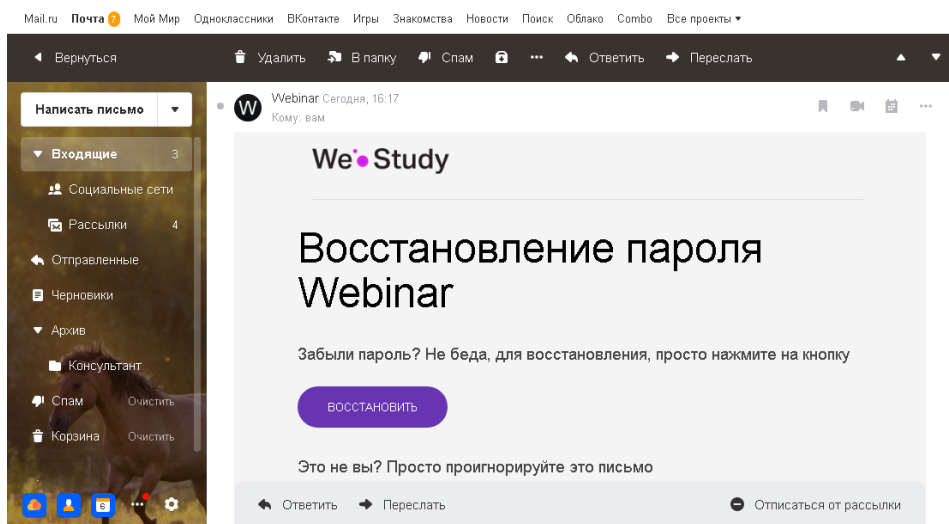 Mail.ru Почта 7 Мой Мир Одноклассники ВКонтакте Игры Знакомства Новости Поиск Облако Combo Все проекты
Вернуться Удалить В папку Спам Ответить Переслать
Написать письмо
Входящие 3
Социальные сети
Рассылки 4
Отправленные
Черновики
Архив
Консультант
Спам Очистить
Корзина Очистить
6
W
Webinar Сегодня, 16:17
Кому: вам
We Study
Восстановление пароля
Webinar
Забыли пароль? Не беда, для восстановления, просто нажмите на кнопку
ВОССТАНОВИТЬ
Это не вы? Просто проигнорируйте это письмо
Ответить Переслать Отписаться от рассылки